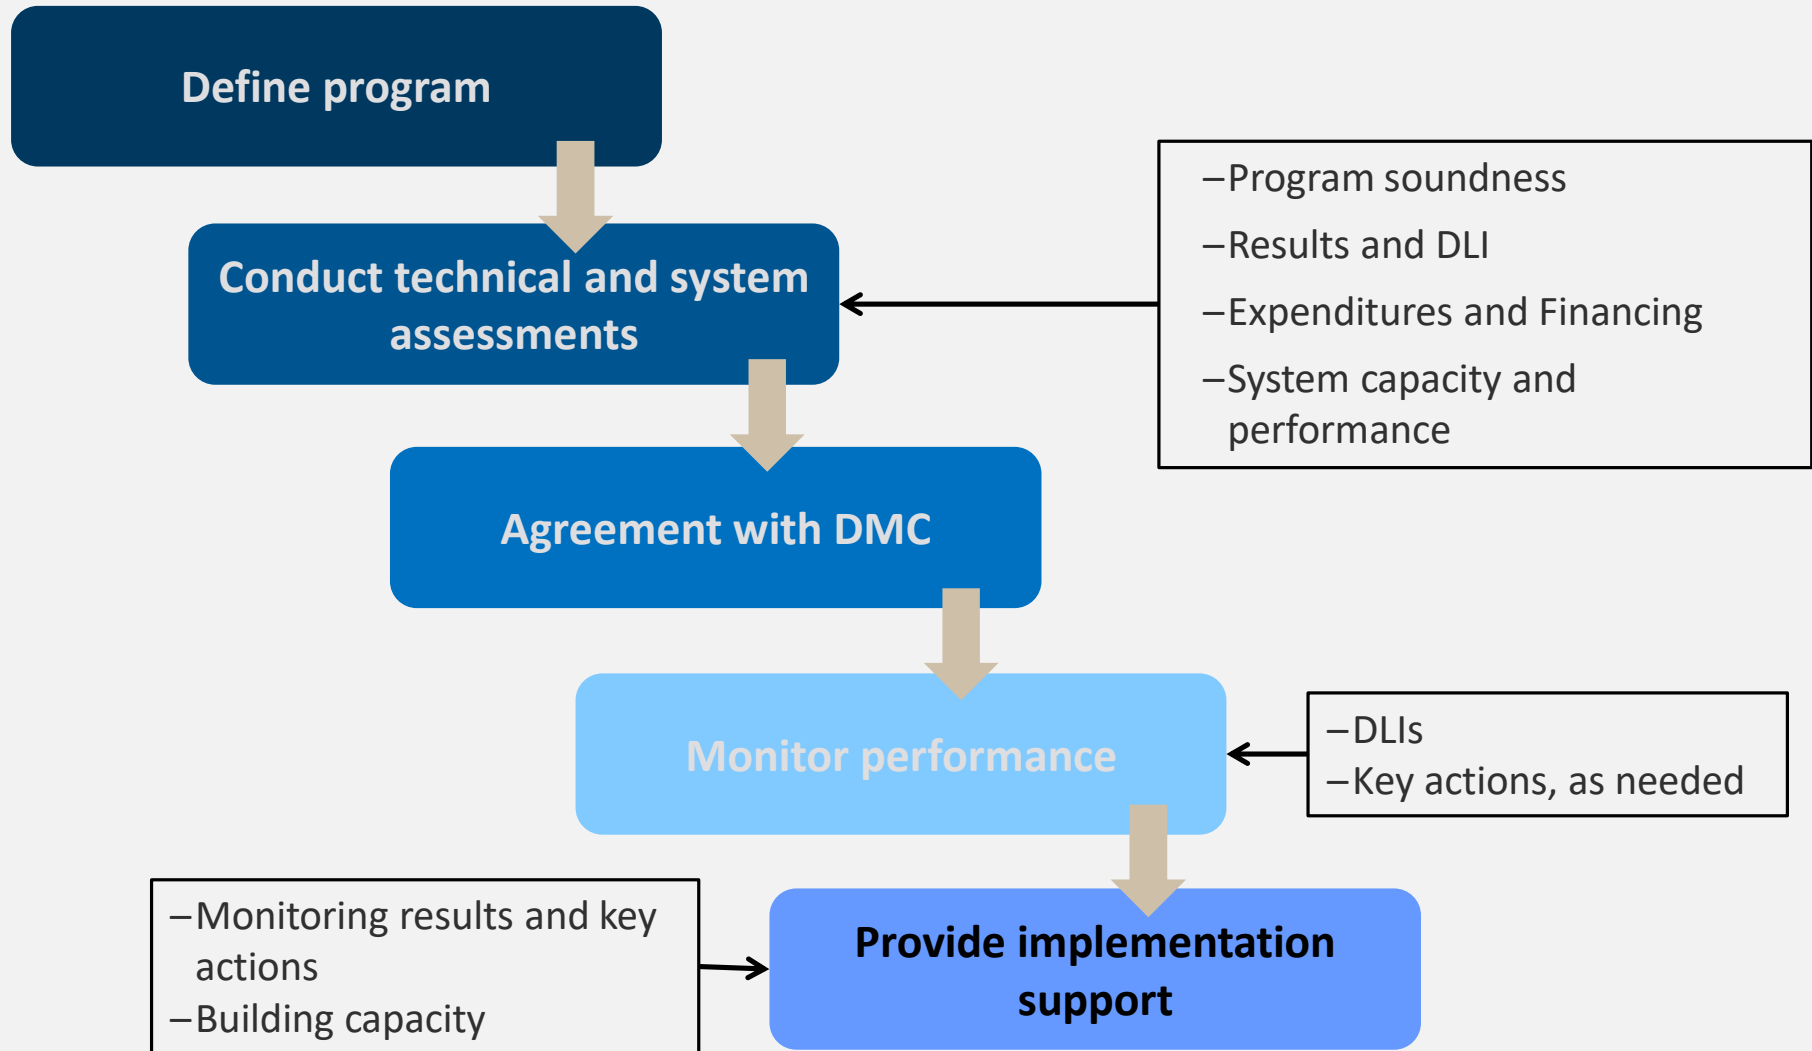 Define program
Conduct technical and system
assessments
–Program soundness
–Results and DLI
–Expenditures and Financing
–System capacity and
performance
Agreement with DMC
Monitor performance
–DLIs
–Key actions, as needed
–Monitoring results and key
actions
–Building capacity
Provide implementation
support